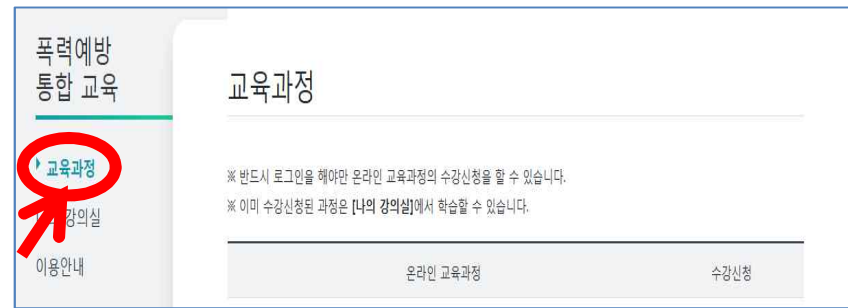 폭력예방
통합 교육
교육과정
교육과정
강의실
이용안내
※ 반드시 로그인을 해야만 온라인 교육과정의 수강신청을 할 수 있습니다.
※ 이미 수강신청된 과정은 [나의 강의실]에서 학습할 수 있습니다.
온라인 교육과정 수강신청